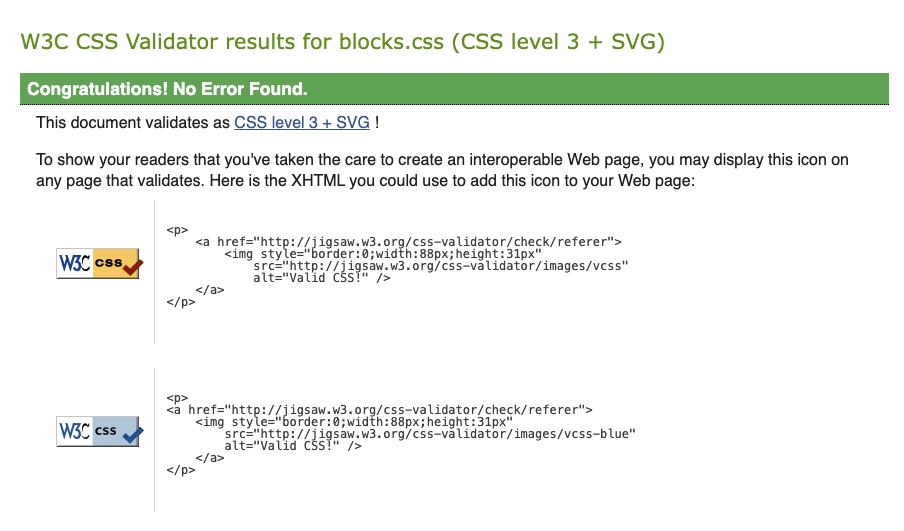 W3C CSS Validator results for blocks.css (CSS level 3 + SVG)
Congratulations! No Error Found.
This document validates as CSS level 3 + SVG !
To show your readers that you've taken the care to create an interoperable Web page, you may display this icon on
any page that validates. Here is the XHTML you could use to add this icon to your Web page:
W3C css
<p>
    <a href="http://jigsaw.w3.org/css-validator/check/referer">
        <img style="border:0;width:88px;height:31px"
            src="http://jigsaw.w3.org/css-validator/images/vcss"
            alt="Valid CSS!" />
    </a>
</p>
W3C css
<p>
<a href="http://jigsaw.w3.org/css-validator/check/referer">
    <img style="border:0;width:88px;height:31px"
        src="http://jigsaw.w3.org/css-validator/images/vcss-blue"
        alt="Valid CSS!" />
    </a>
</p>